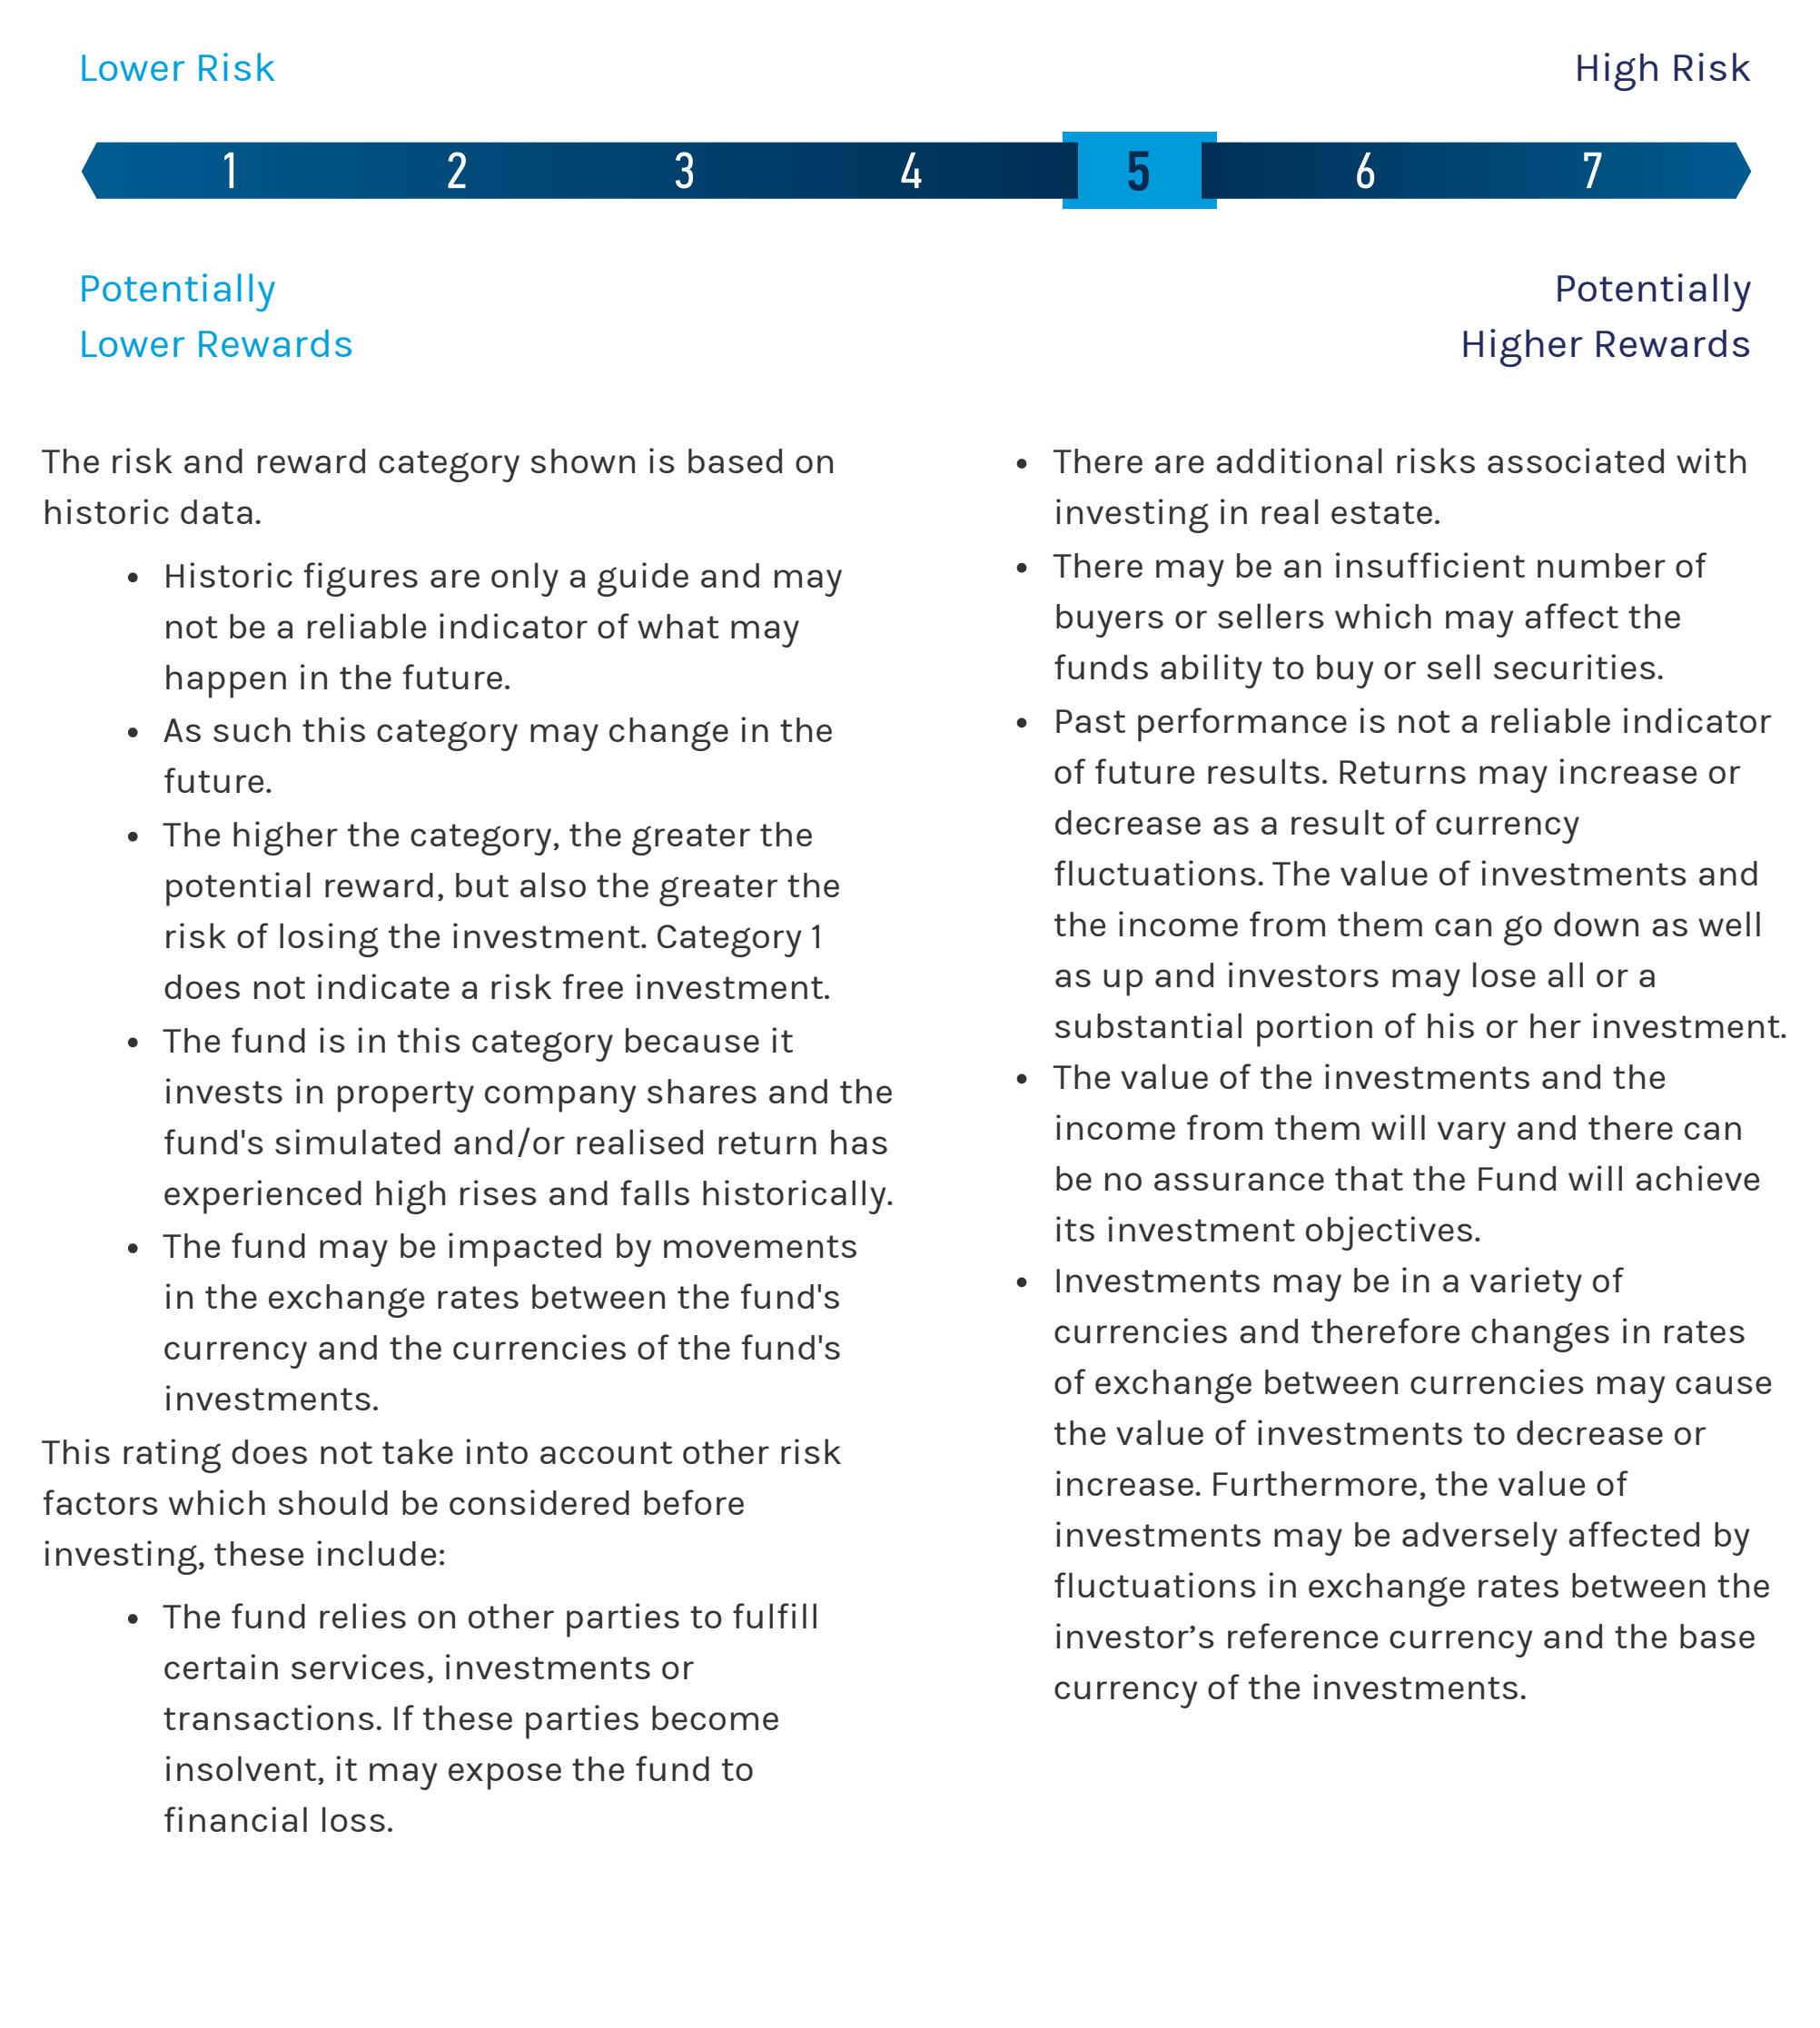 Lower Risk
High Risk
1 2 3 4 5 6 7
Potentially
Lower Rewards
Potentially
Higher Rewards
The risk and reward category shown is based on
historic data.
• Historic figures are only a guide and may
not be a reliable indicator of what may
happen in the future.
• As such this category may change in the
future.
• The higher the category, the greater the
potential reward, but also the greater the
risk of losing the investment. Category 1
does not indicate a risk free investment.
• The fund is in this category because it
invests in property company shares and the
fund's simulated and/or realised return has
experienced high rises and falls historically.
• The fund may be impacted by movements
in the exchange rates between the fund's
currency and the currencies of the fund's
investments.
This rating does not take into account other risk
factors which should be considered before
investing, these include:
• The fund relies on other parties to fulfill
certain services, investments or
transactions. If these parties become
insolvent, it may expose the fund to
financial loss.
• There are additional risks associated with
investing in real estate.
• There may be an insufficient number of
buyers or sellers which may affect the
funds ability to buy or sell securities.
• Past performance is not a reliable indicator
of future results. Returns may increase or
decrease as a result of currency
fluctuations. The value of investments and
the income from them can go down as well
as up and investors may lose all or a
substantial portion of his or her investment.
• The value of the investments and the
income from them will vary and there can
be no assurance that the Fund will achieve
its investment objectives.
• Investments may be in a variety of
currencies and therefore changes in rates
of exchange between currencies may cause
the value of investments to decrease or
increase. Furthermore, the value of
investments may be adversely affected by
fluctuations in exchange rates between the
investor’s reference currency and the base
currency of the investments.